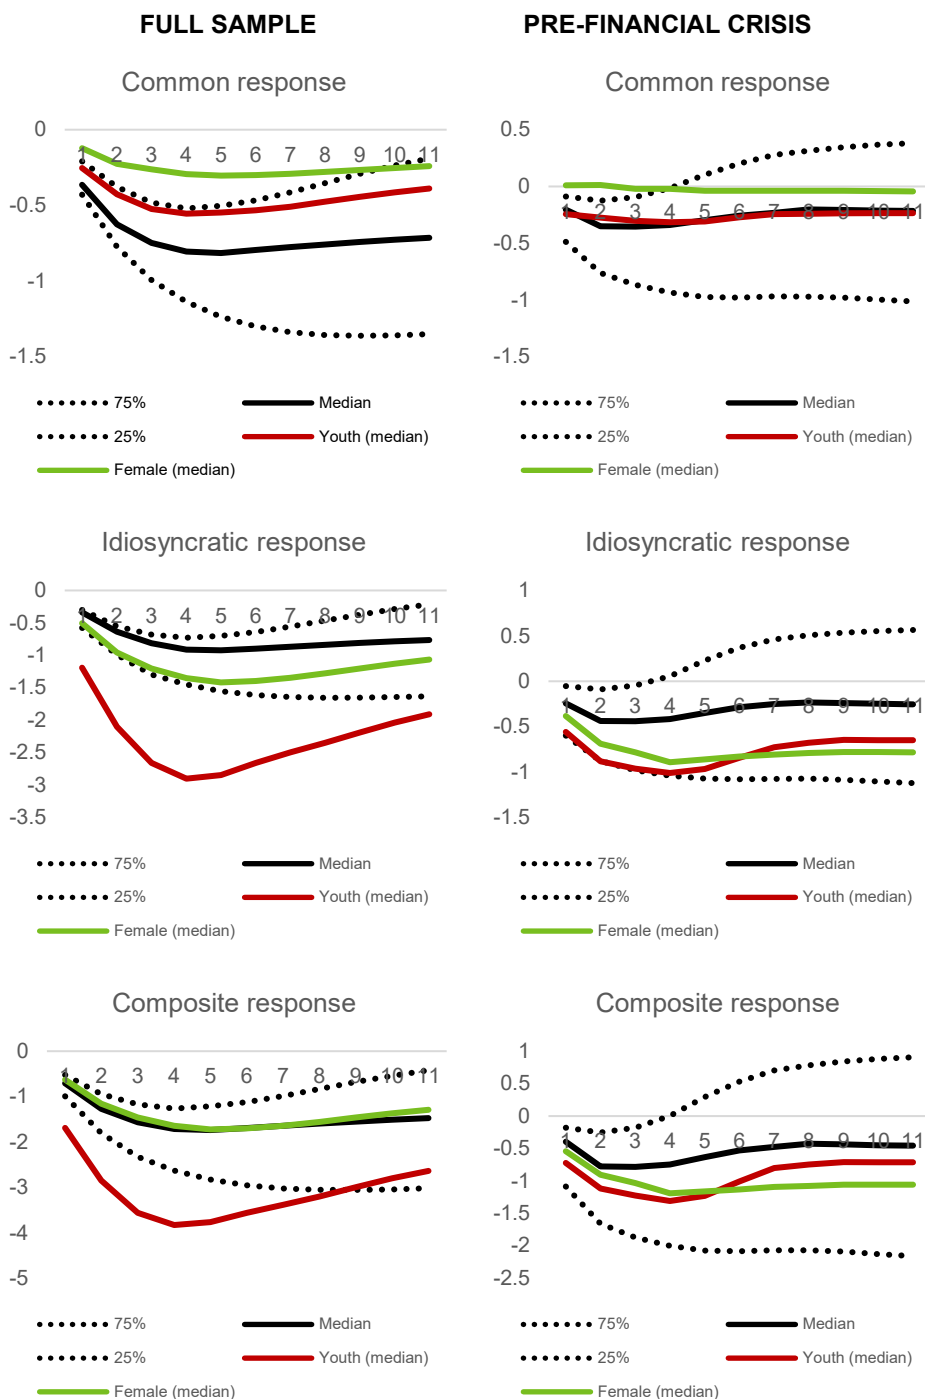 FULL SAMPLE
PRE-FINANCIAL CRISIS
Common response
0
-0.5
-1
-1.5
1 2 3 4 5 6 7 8 9 10 11
75%
Median
25%
Youth (median)
Female (median)
Common response
0.5
0
-0.5
-1
-1.5
1 2 3 4 5 6 7 8 9 10 11
75%
Median
25%
Youth (median)
Female (median)
Idiosyncratic response
0
-0.5
-1
-1.5
-2
-2.5
-3
-3.5
1 2 3 4 5 6 7 8 9 10 11
75%
Median
25%
Youth (median)
Female (median)
Idiosyncratic response
1
0.5
0
-0.5
-1
-1.5
1 2 3 4 5 6 7 8 9 10 11
75%
Median
25%
Youth (median)
Female (median)
Composite response
0
-1
-2
-3
-4
-5
1 2 3 4 5 6 7 8 9 10 11
75%
Median
25%
Youth (median)
Female (median)
Composite response
1
0.5
0
-0.5
-1
-1.5
-2
-2.5
1 2 3 4 5 6 7 8 9 10 11
75%
Median
25%
Youth (median)
Female (median)